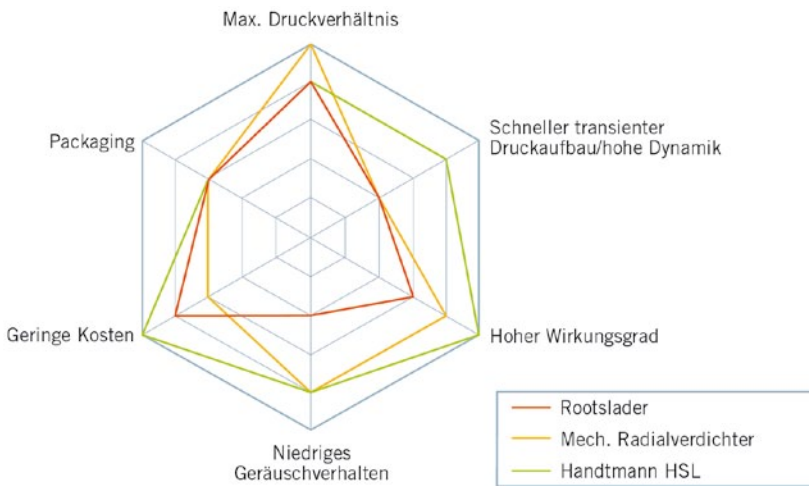 Max. Druckverhältnis
Schneller transienter
Druckaufbau/hohe Dynamik
Packaging
Geringe Kosten
Hoher Wirkungsgrad
Niedriges
Geräuschverhalten
Rootslader
Mech. Radialverdichter
Handtmann HSL